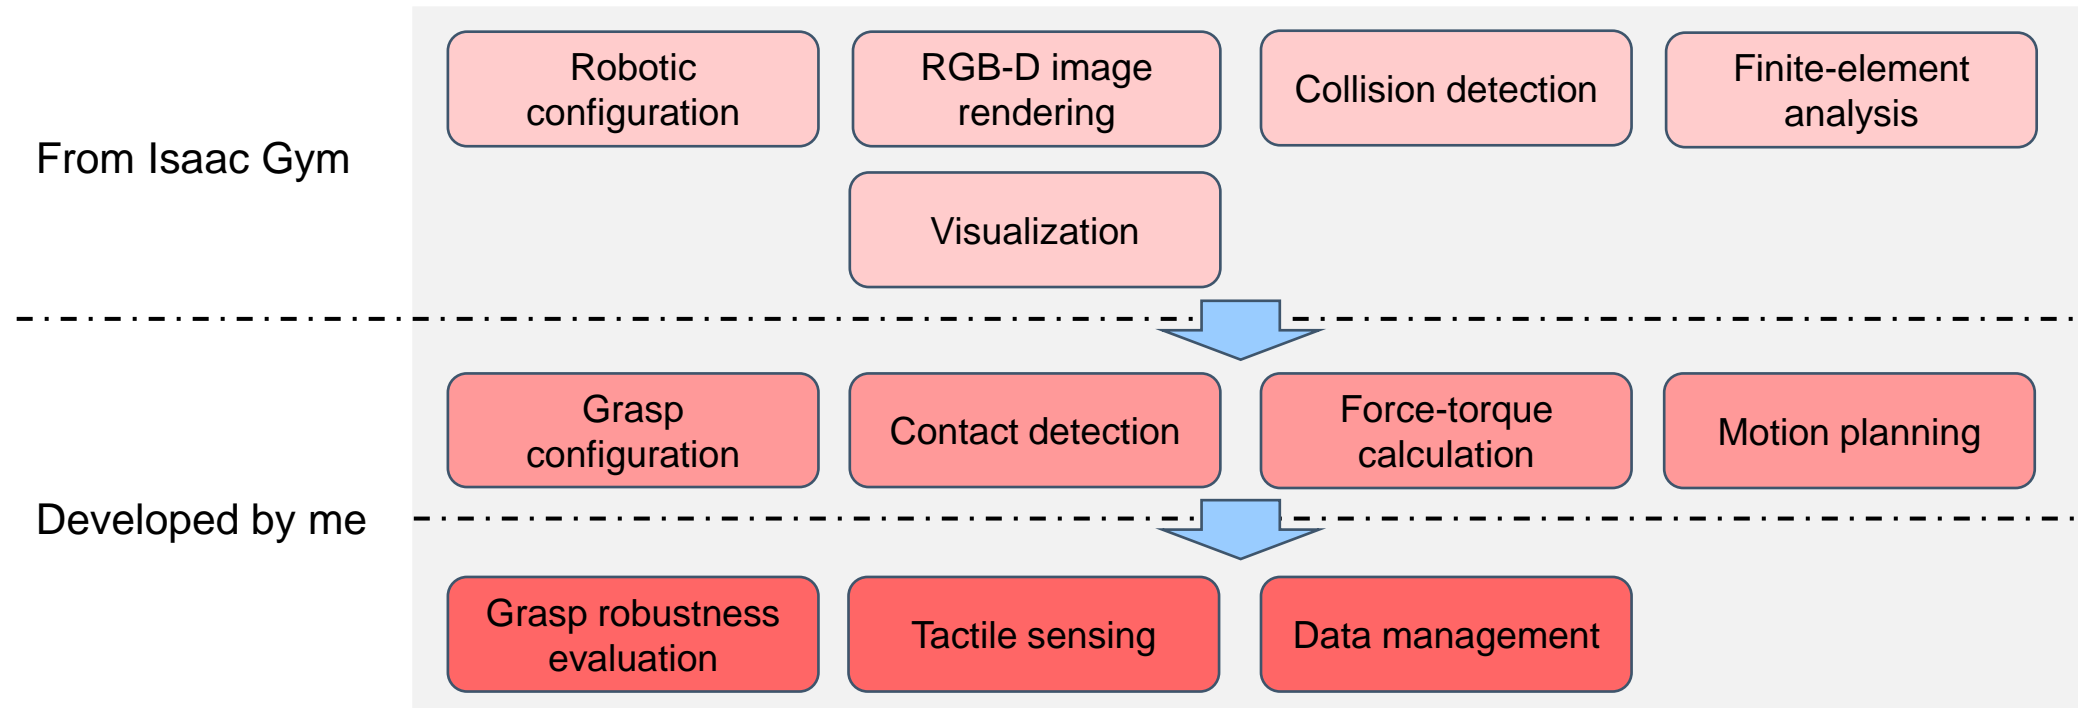 From Isaac Gym
Robotic
configuration
RGB-D image
rendering
Collision detection
Finite-element
analysis
Visualization
Developed by me
Grasp
configuration
Contact detection
Force-torque
calculation
Motion planning
Grasp robustness
evaluation
Tactile sensing
Data management